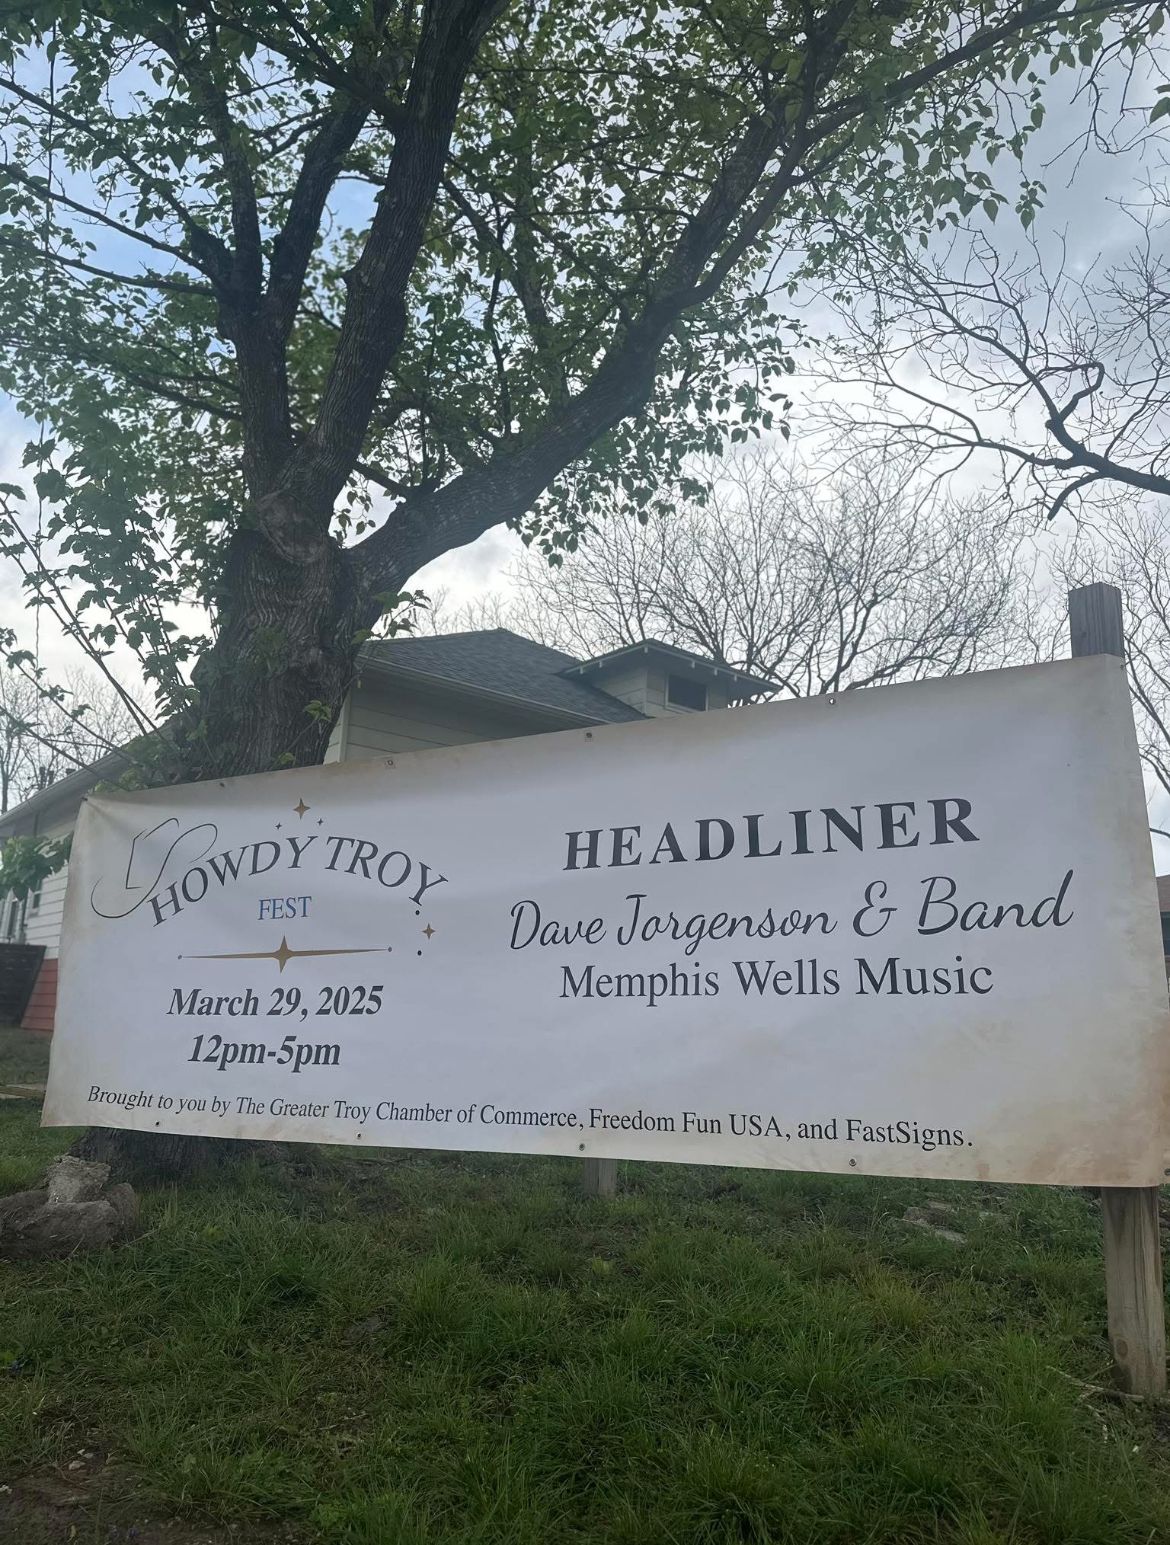 HOWDY TROY
FEST
March 29, 2025
12pm-5pm
HEADLINER
Dave Jorgenson & Band
Memphis Wells Music
Brought to you by The Greater Troy Chamber of Commerce, Freedom Fun USA, and FastSigns.